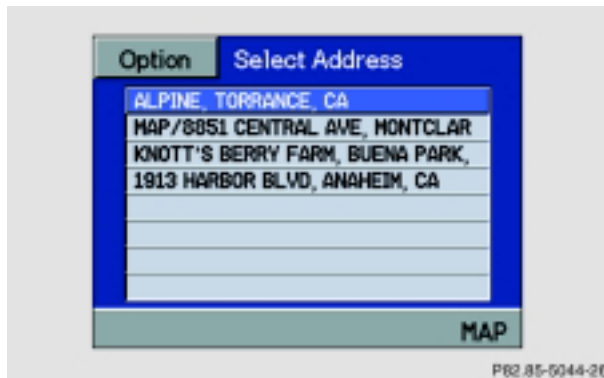 Option
Select Address
ALPINE, TORRANCE, CA
MAP/8851 CENTRAL AVE, MONTCLAR
KNOTT'S BERRY FARM, BUENA PARK,
1913 HARBOR BLVD, ANAHEIM, CA
MAP
P82.85-5044-26